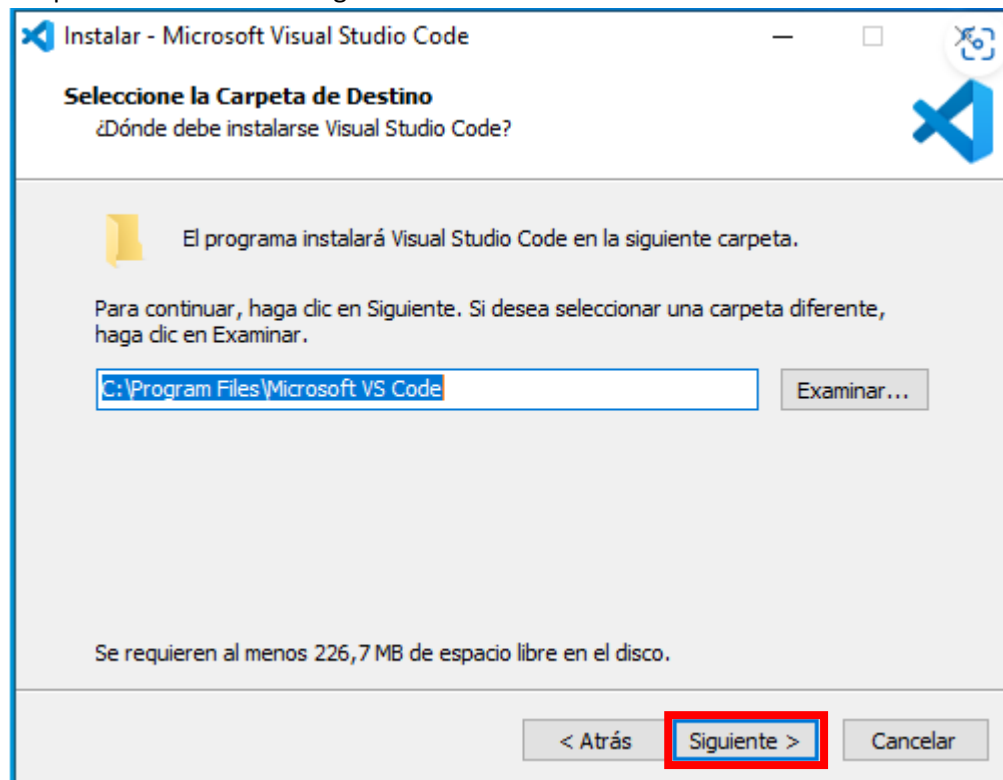 Instalar - Microsoft Visual Studio Code
Seleccione la Carpeta de Destino
¿Dónde debe instalarse Visual Studio Code?
El programa instalará Visual Studio Code en la siguiente carpeta.
Para continuar, haga clic en Siguiente. Si desea seleccionar una carpeta diferente,
haga clic en Examinar.
C:\Program Files\Microsoft VS Code
Examinar...
Se requieren al menos 226,7 MB de espacio libre en el disco.
< Atrás
Siguiente >
Cancelar